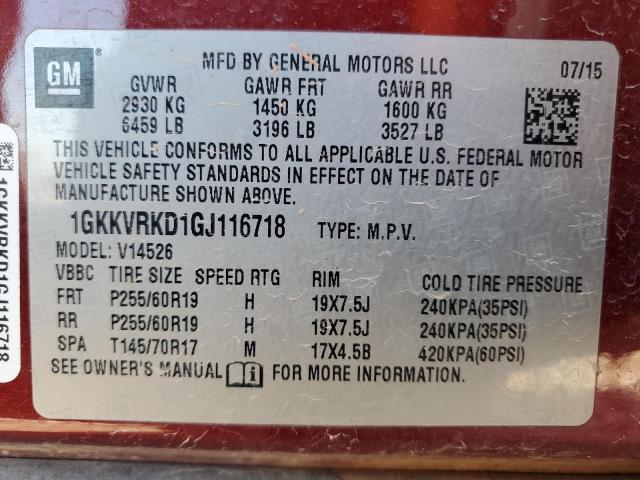 GM
MFD BY GENERAL MOTORS LLC 07/15
GVWR GAWR FRT GAWR RR
2930 KG 1450 KG 1600 KG
6459 LB 3196 LB 3527 LB
THIS VEHICLE CONFORMS TO ALL APPLICABLE U.S. FEDERAL MOTOR
VEHICLE SAFETY STANDARDS IN EFFECT ON THE DATE OF
MANUFACTURE SHOWN ABOVE.
1GKKVRKD1GJ116718 TYPE: M.P.V.
MODEL: V14526
VBBC TIRE SIZE SPEED RTG RIM COLD TIRE PRESSURE
FRT P255/60R19 H 19X7.5J 240KPA(35PSI)
RR P255/60R19 H 19X7.5J 240KPA(35PSI)
SPA T145/70R17 M 17X4.5B 420KPA(60PSI)
SEE OWNER'S MANUAL i FOR MORE INFORMATION.
1GKKVRKD1GJ116718